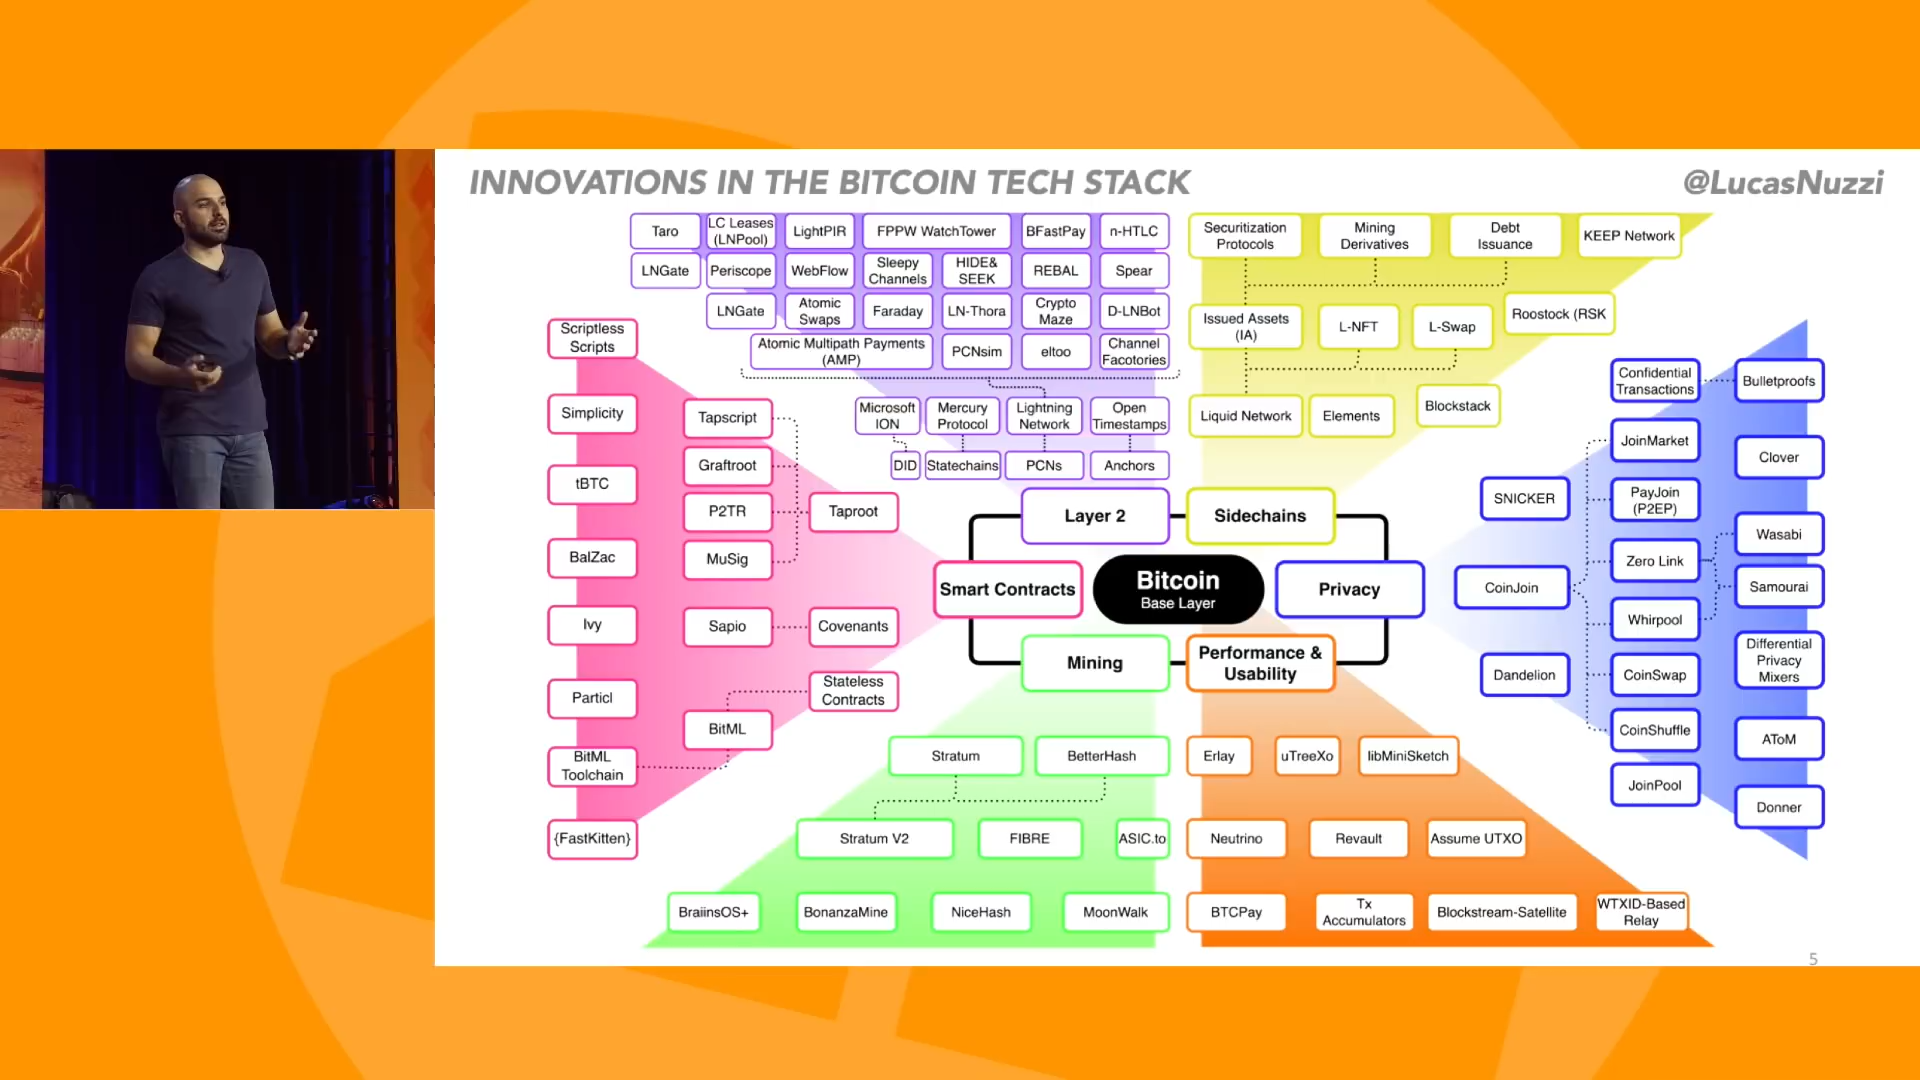 INNOVATIONS IN THE BITCOIN TECH STACK
@LucasNuzzi
Taro
LC Leases
(LNPool)
LightPIR
FPPW WatchTower
BFastPay
n-HTLC
LNGate
Periscope
WebFlow
Sleepy
Channels
HIDE&
SEEK
REBAL
Spear
LNGate
Atomic
Swaps
Faraday
LN-Thora
Crypto
Maze
D-LNBot
Atomic Multipath Payments
(AMP)
PCNsim
eltoo
Channel
Facotories
Microsoft
ION
Mercury
Protocol
Lightning
Network
Open
Timestamps
DID
Statechains
PCNs
Anchors
Layer 2
Securitization
Protocols
Mining
Derivatives
Debt
Issuance
KEEP Network
Issued Assets
(IA)
L-NFT
L-Swap
Roostock (RSK
Liquid Network
Elements
Blockstack
Sidechains
Scriptless
Scripts
Simplicity
tBTC
BalZac
Ivy
Particl
BitML
Toolchain
{FastKitten}
Tapscript
Graftroot
P2TR
MuSig
Taproot
Sapio
Covenants
Stateless
Contracts
BitML
Smart Contracts
Bitcoin
Base Layer
Privacy
Confidential
Transactions
Bulletproofs
JoinMarket
Clover
SNICKER
PayJoin
(P2EP)
Wasabi
Zero Link
CoinJoin
Samourai
Whirpool
Differential
Privacy
Mixers
Dandelion
CoinSwap
CoinShuffle
AToM
JoinPool
Donner
Mining
Stratum
BetterHash
Stratum V2
FIBRE
ASIC.to
BraiinsOS+
BonanzaMine
NiceHash
MoonWalk
Performance &
Usability
Erlay
uTreeXo
libMiniSketch
Neutrino
Revault
Assume UTXO
BTCPay
Tx
Accumulators
Blockstream-Satellite
WTXID-Based
Relay
5